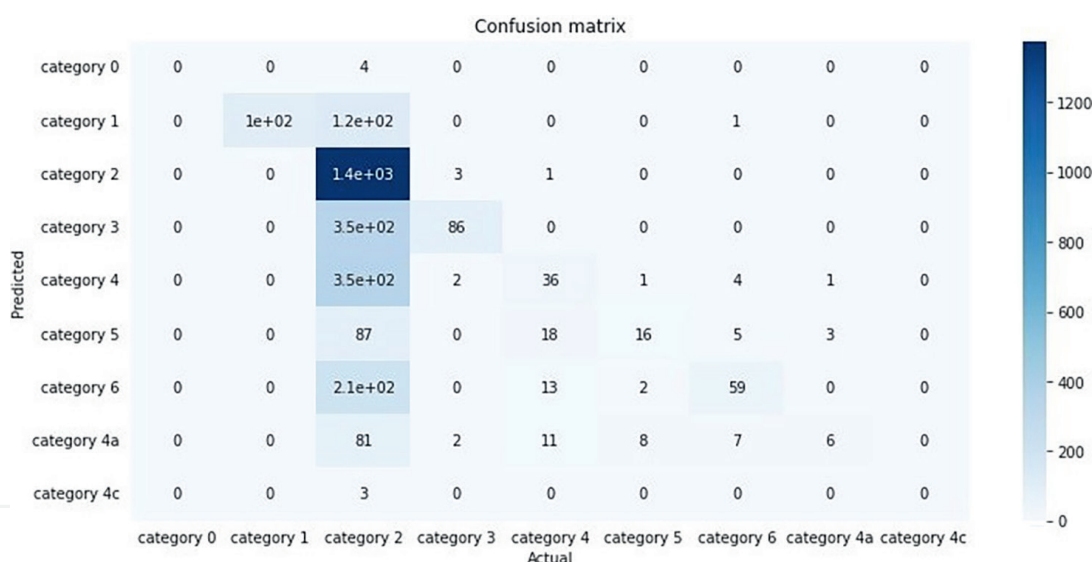 Confusion matrix
category 0 0 0 4 0 0 0 0 0 0
category 1 0 1e+02 1.2e+02 0 0 0 1 0 0
category 2 0 0 1.4e+03 3 1 0 0 0 0
category 3 0 0 3.5e+02 86 0 0 0 0 0
category 4 0 0 3.5e+02 2 36 1 4 1 0
category 5 0 0 87 0 18 16 5 3 0
category 6 0 0 2.1e+02 0 13 2 59 0 0
category 4a 0 0 81 2 11 8 7 6 0
category 4c 0 0 3 0 0 0 0 0 0
category 0 category 1 category 2 category 3 category 4 category 5 category 6 category 4a category 4c
Actual
Predicted
1200
1000
800
600
400
200
0